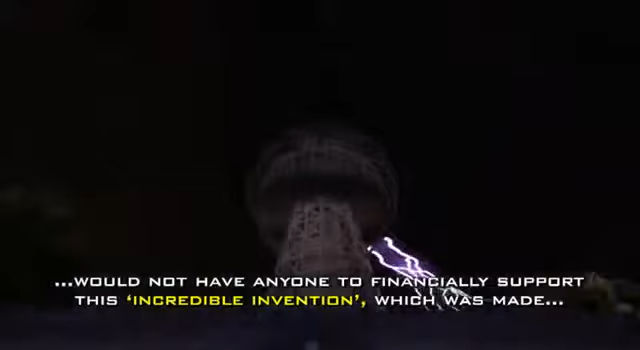 ...WOULD NOT HAVE ANYONE TO FINANCIALLY SUPPORT
THIS ‘INCREDIBLE INVENTION’, WHICH WAS MADE...